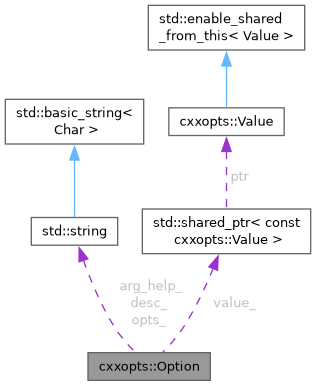 std::enable_shared
_from_this< Value >
std::basic_string<
Char >
cxxopts::Value
ptr
std::string
std::shared_ptr< const
cxxopts::Value >
arg_help_
desc_
opts_
value_
cxxopts::Option